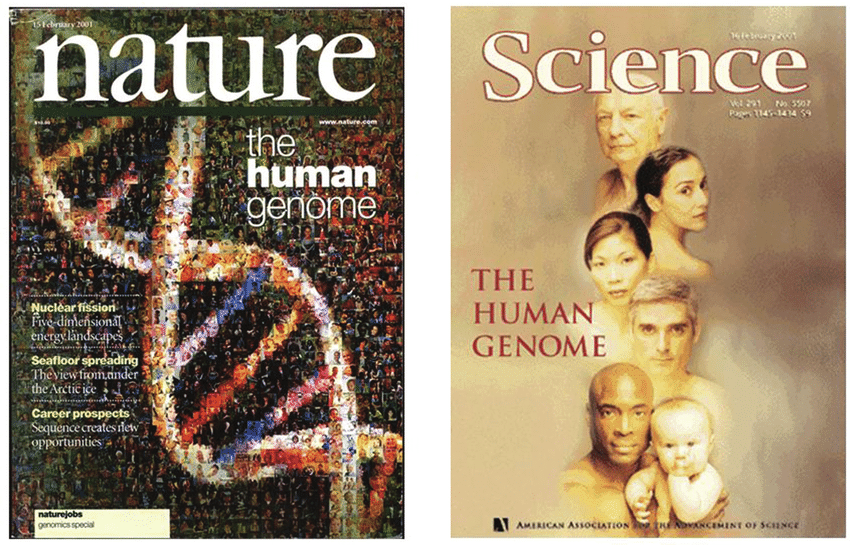 15 February 2001
nature
$10.00
www.nature.com
the
human
genome
Nuclear fission
Five-dimensional
energy landscapes
Seafloor spreading
The view from under
the Arctic ice
Career prospects
Sequence creates new
opportunities
naturejobs
genomics special
16 February 2001
Science
Vol. 291 No. 5507
Pages 1145–1434 $9
THE
HUMAN
GENOME
AMERICAN ASSOCIATION FOR THE ADVANCEMENT OF SCIENCE